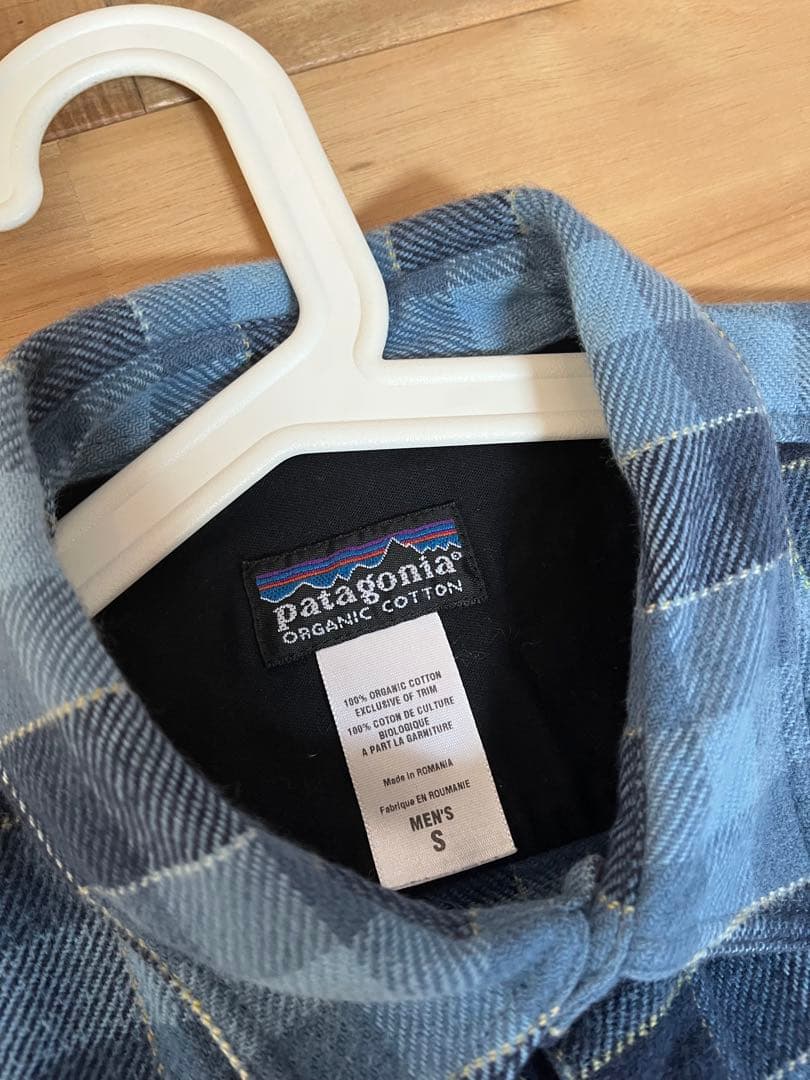 patagonia®
ORGANIC COTTON
100% ORGANIC COTTON
EXCLUSIVE OF TRIM
100% COTON DE CULTURE
BIOLOGIQUE
A PART LA GARNITURE
Made in ROMANIA
Fabrique EN ROUMANIE
MEN'S
S